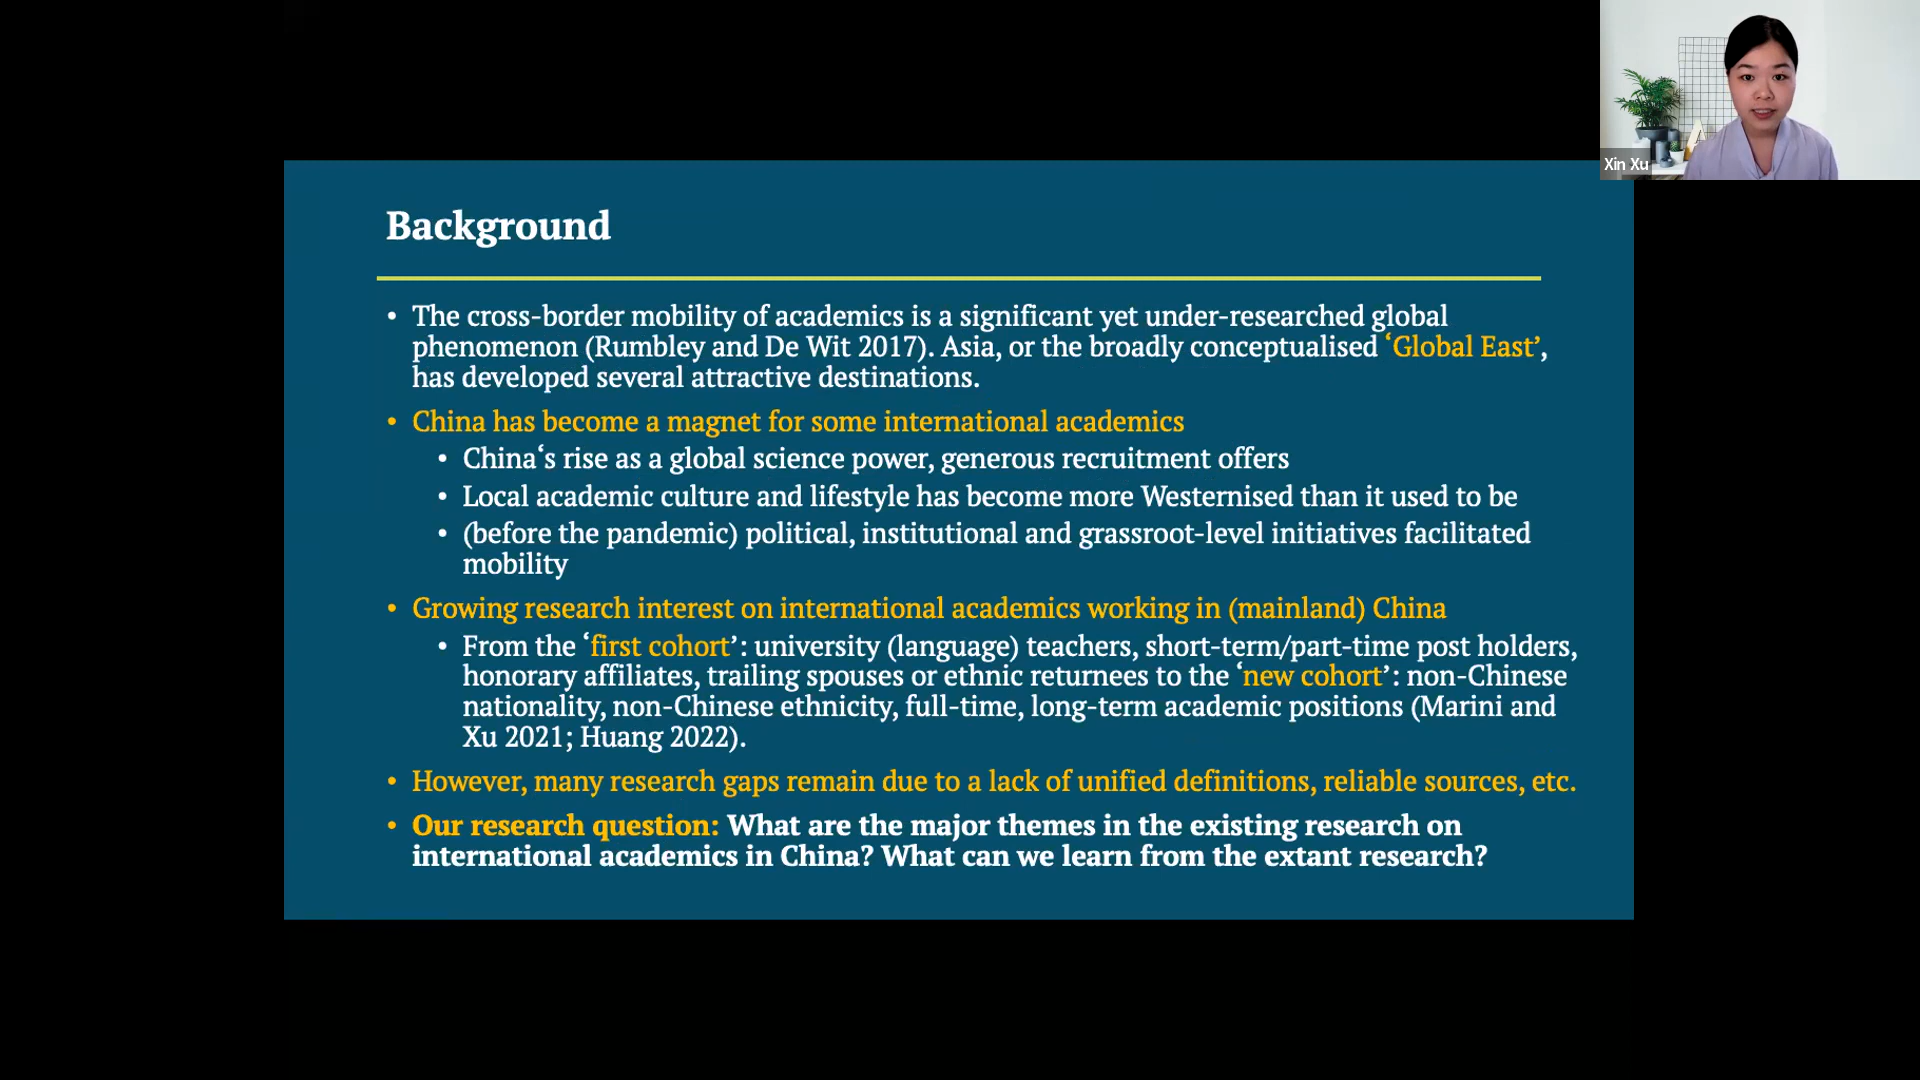 Xin Xu
Background
• The cross-border mobility of academics is a significant yet under-researched global
phenomenon (Rumbley and De Wit 2017). Asia, or the broadly conceptualised ‘Global East’,
has developed several attractive destinations.
• China has become a magnet for some international academics
• China‘s rise as a global science power, generous recruitment offers
• Local academic culture and lifestyle has become more Westernised than it used to be
• (before the pandemic) political, institutional and grassroot-level initiatives facilitated
mobility
• Growing research interest on international academics working in (mainland) China
• From the ‘first cohort’: university (language) teachers, short-term/part-time post holders,
honorary affiliates, trailing spouses or ethnic returnees to the ‘new cohort’: non-Chinese
nationality, non-Chinese ethnicity, full-time, long-term academic positions (Marini and
Xu 2021; Huang 2022).
• However, many research gaps remain due to a lack of unified definitions, reliable sources, etc.
• Our research question: What are the major themes in the existing research on
international academics in China? What can we learn from the extant research?